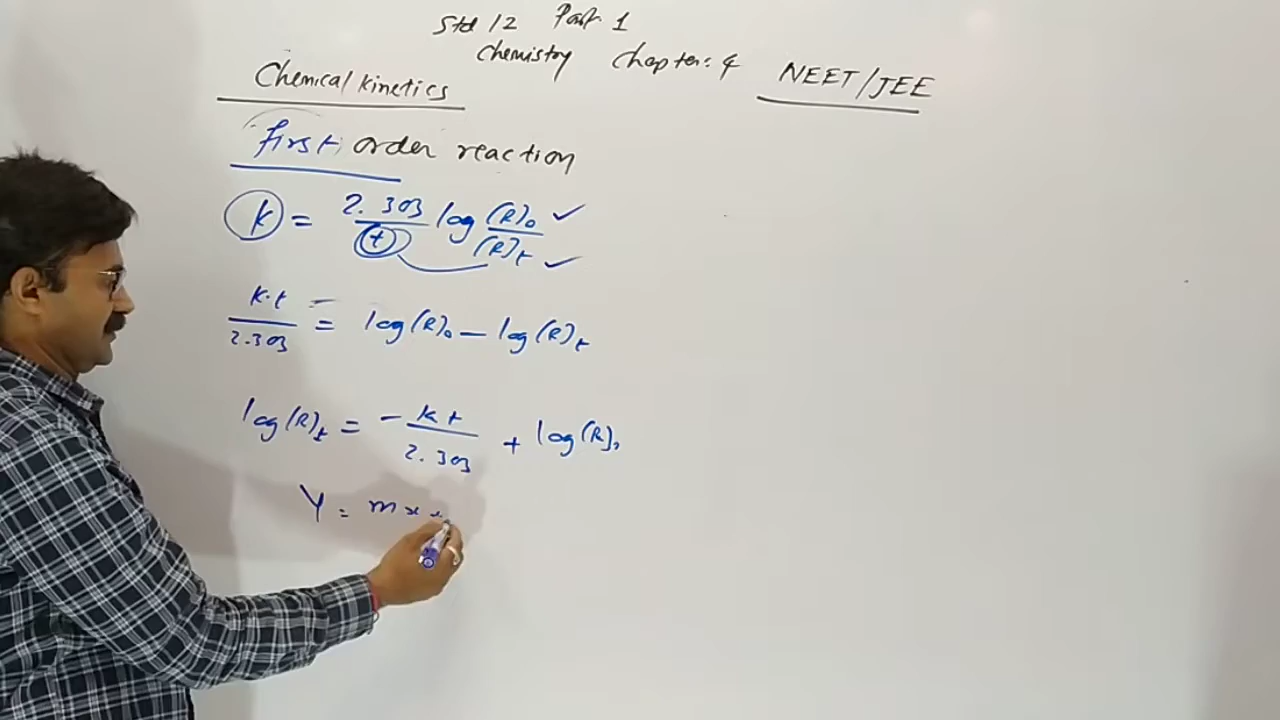 Std 12 Part 1
Chemistry Chapter: 4
NEET/JEE
Chemical kinetics
First order reaction
k = 2.303/t log (R)₀/(R)t
k.t/2.303 = log(R)₀ - log(R)t
log(R)t = -kt/2.303 + log(R)₀
Y = mx +